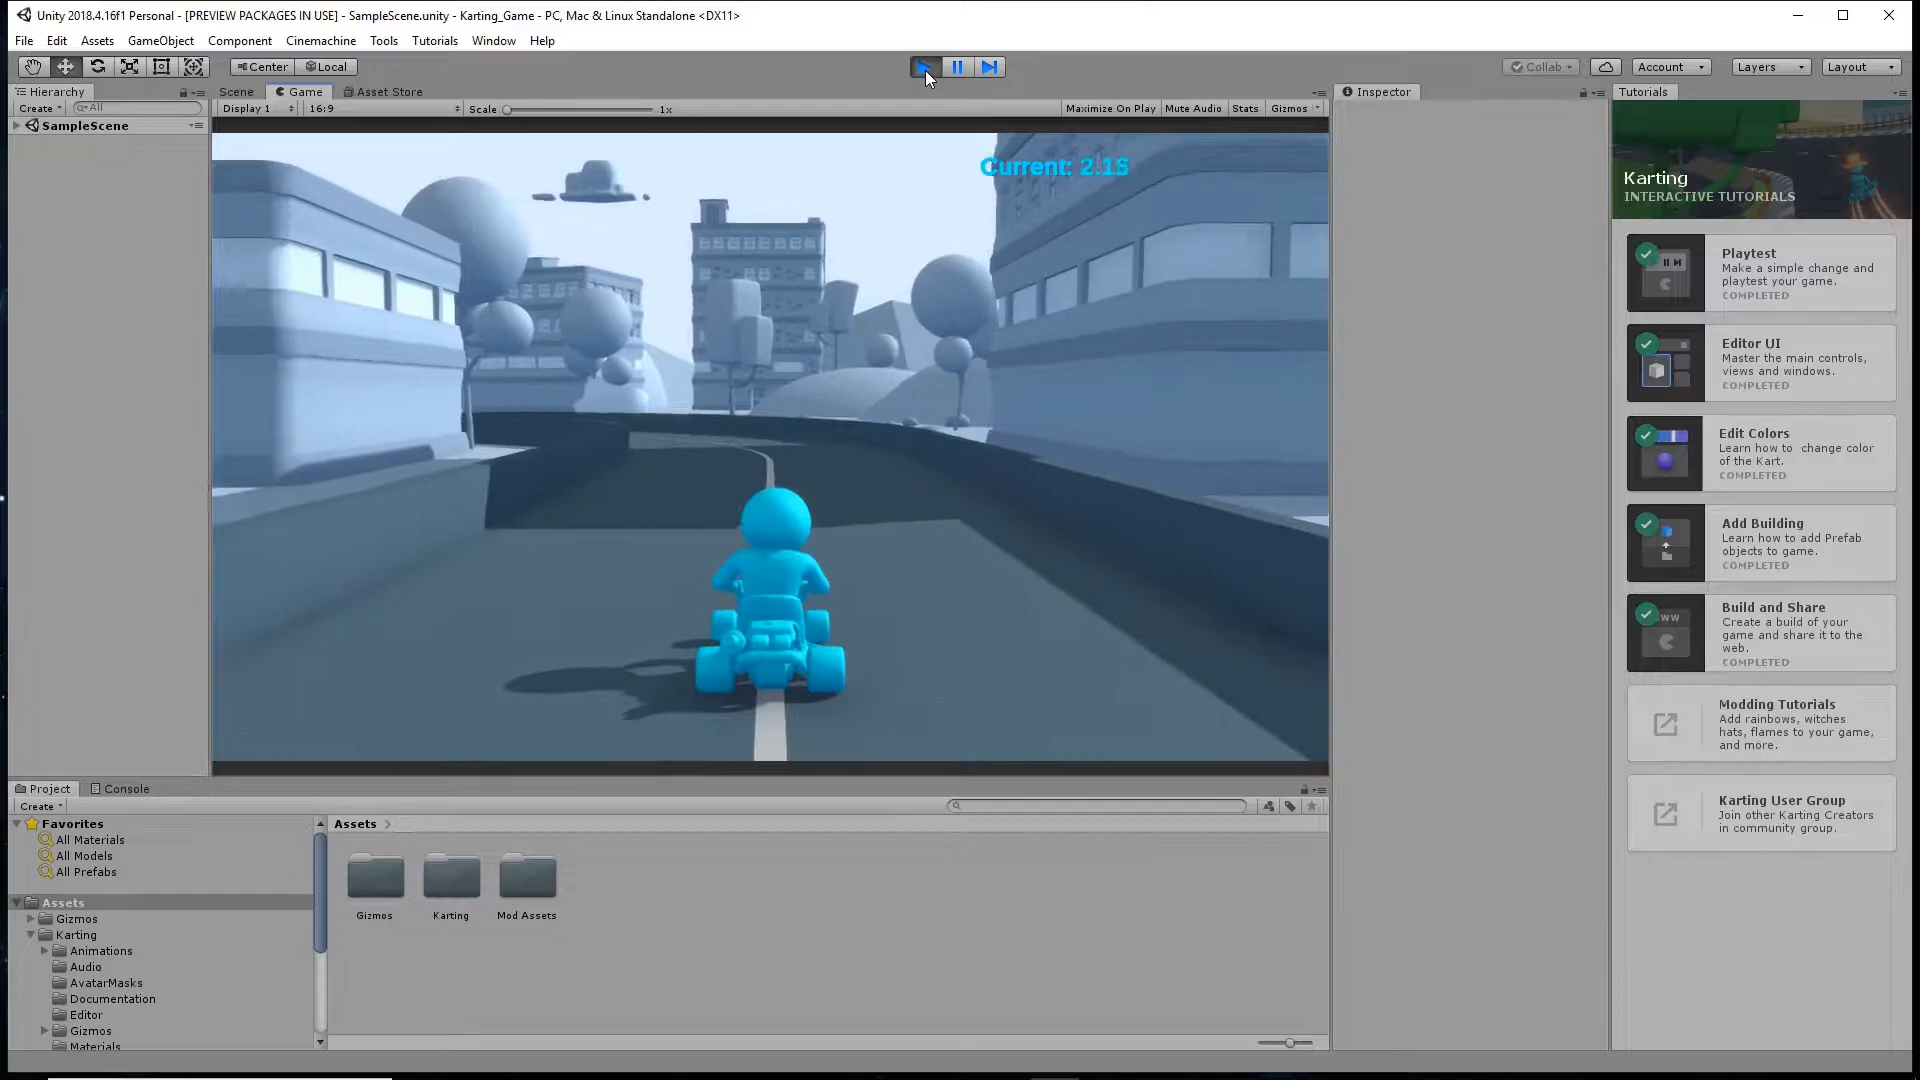 Unity 2018.4.16f1 Personal - [PREVIEW PACKAGES IN USE] - SampleScene.unity - Karting_Game - PC, Mac & Linux Standalone <DX11>
File Edit Assets GameObject Component Cinemachine Tools Tutorials Window Help
Center Local Collab Account Layers Layout
Hierarchy Scene Game Asset Store Inspector Tutorials
Create All Display 1 16:9 Scale 1x Maximize On Play Mute Audio Stats Gizmos
SampleScene
Current: 2.15
Karting
INTERACTIVE TUTORIALS
Playtest
Make a simple change and
playtest your game.
COMPLETED
Editor UI
Master the main controls,
views and windows.
COMPLETED
Edit Colors
Learn how to change color
of the Kart.
COMPLETED
Add Building
Learn how to add Prefab
objects to game.
COMPLETED
Build and Share
WW
Create a build of your
game and share it to the
web.
COMPLETED
Modding Tutorials
Add rainbows, witches
hats, flames to your game,
and more.
Karting User Group
Join other Karting Creators
in community group.
Project Console
Create
Favorites
All Materials
All Models
All Prefabs
Assets
Gizmos
Karting
Animations
Audio
AvatarMasks
Documentation
Editor
Gizmos
Materials
Assets
Gizmos Karting Mod Assets